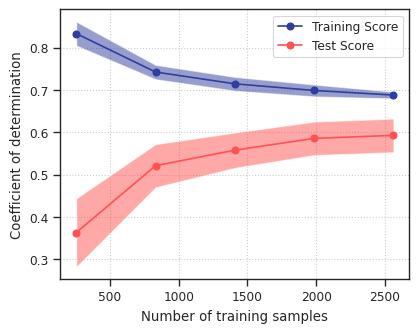 Training Score
Test Score
0.8
0.7
0.6
0.5
0.4
0.3
Coefficient of determination
500
1000
1500
2000
2500
Number of training samples